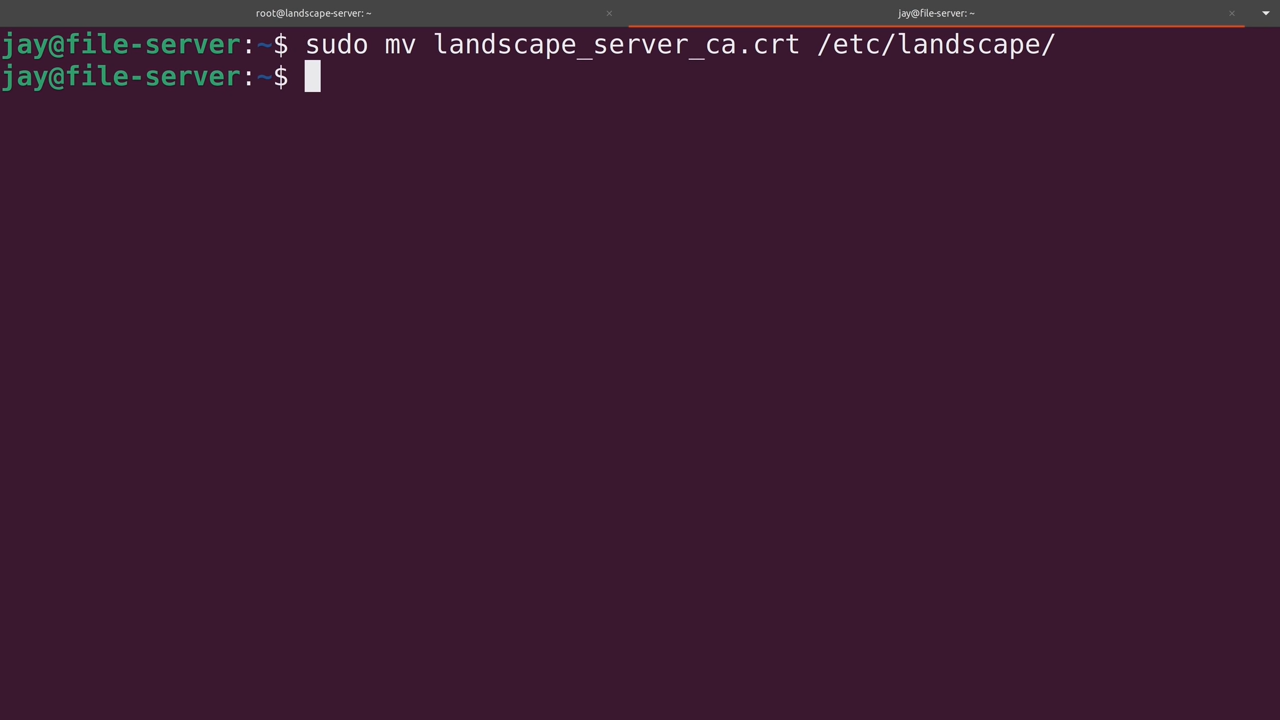 root@landscape-server: ~ × jay@file-server: ~ ×
jay@file-server:~$ sudo mv landscape_server_ca.crt /etc/landscape/
jay@file-server:~$